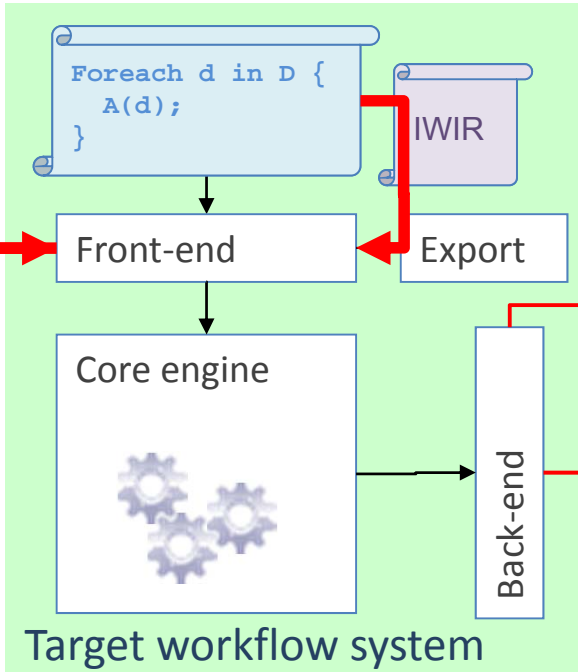 Foreach d in D {
A(d);
}
IWIR
Front-end
Export
Core engine
Back-end
Target workflow system